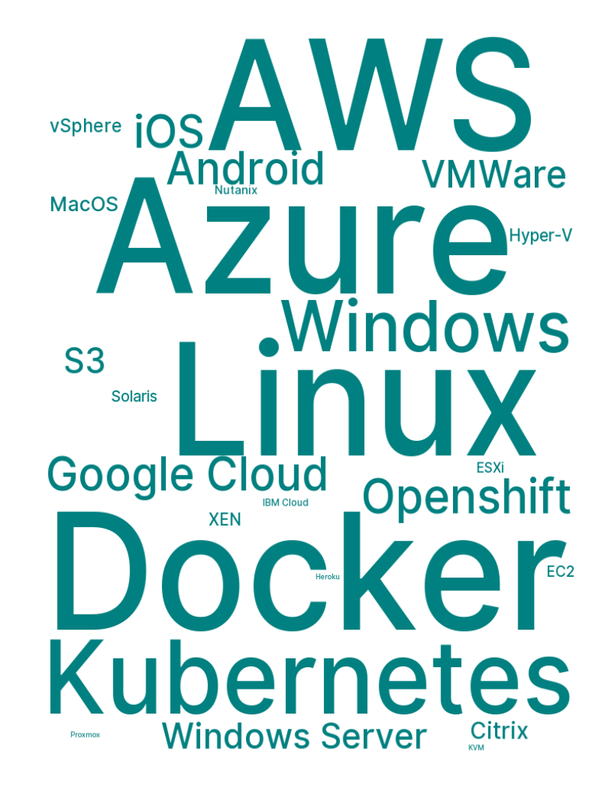 AWS
vSphere
iOS
Android
VMWare
Nutanix
MacOS
Azure
Hyper-V
Windows
S3
Linux
Solaris
Google Cloud
ESXi
Openshift
IBM Cloud
XEN
Docker
EC2
Heroku
Kubernetes
Windows Server
Citrix
Proxmox
KVM